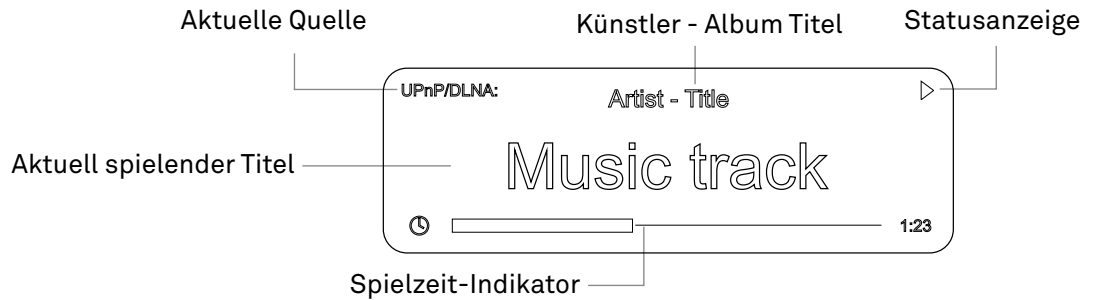 Aktuelle Quelle
Künstler - Album Titel
Statusanzeige
UPnP/DLNA:
Artist - Title
Aktuell spielender Titel
Music track
1:23
Spielzeit-Indikator